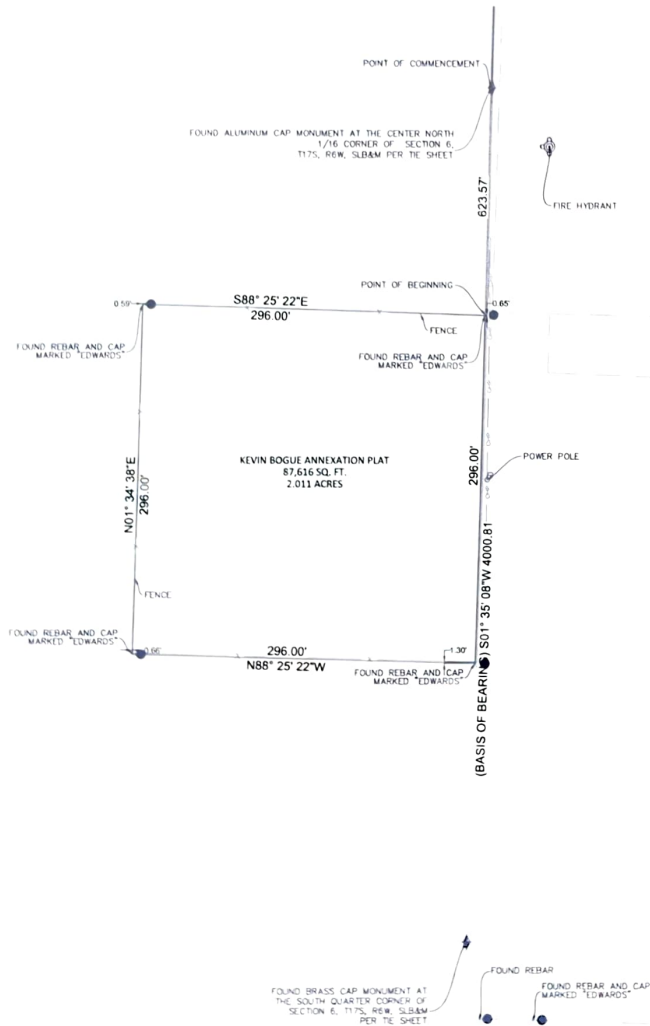 POINT OF COMMENCEMENT
FOUND ALUMINUM CAP MONUMENT AT THE CENTER NORTH
1/16 CORNER OF SECTION 6,
T17S, R6W, SLB&M PER TIE SHEET
623.57'
FIRE HYDRANT
POINT OF BEGINNING
0.59'
S88° 25' 22"E
296.00'
0.65'
FENCE
FOUND REBAR AND CAP
MARKED "EDWARDS"
FOUND REBAR AND CAP
MARKED "EDWARDS"
KEVIN BOGUE ANNEXATION PLAT
87,616 SQ. FT.
2.011 ACRES
N01° 34' 38"E
296.00'
296.00'
POWER POLE
(BASIS OF BEARING) S01° 35' 08"W 4000.81
FENCE
FOUND REBAR AND CAP
MARKED "EDWARDS"
0.66'
296.00'
N88° 25' 22"W
1.30'
FOUND REBAR AND CAP
MARKED "EDWARDS"
FOUND BRASS CAP MONUMENT AT
THE SOUTH QUARTER CORNER OF
SECTION 6, T17S, R6W, SLB&M
PER TIE SHEET
FOUND REBAR
FOUND REBAR AND CAP
MARKED "EDWARDS"